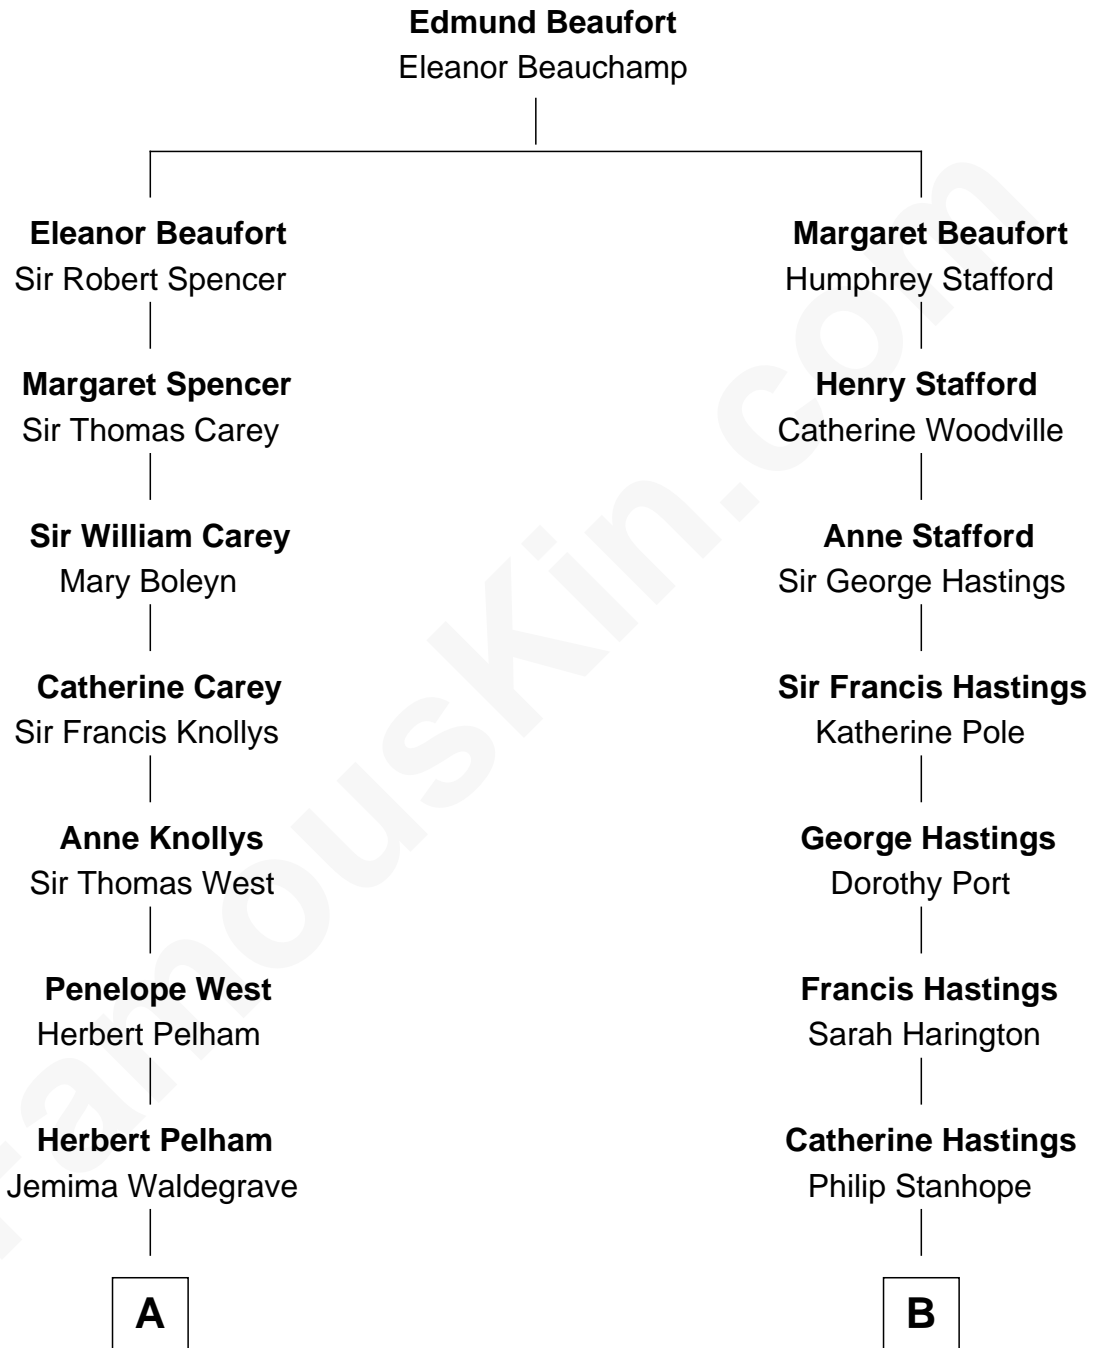 Edmund Beaufort
Eleanor Beauchamp
Eleanor Beaufort
Sir Robert Spencer
Margaret Beaufort
Humphrey Stafford
Margaret Spencer
Sir Thomas Carey
Henry Stafford
Catherine Woodville
Sir William Carey
Mary Boleyn
Anne Stafford
Sir George Hastings
Catherine Carey
Sir Francis Knollys
Sir Francis Hastings
Katherine Pole
Anne Knollys
Sir Thomas West
George Hastings
Dorothy Port
Penelope West
Herbert Pelham
Francis Hastings
Sarah Harington
Herbert Pelham
Jemima Waldegrave
Catherine Hastings
Philip Stanhope
A
B
FamousKin.com